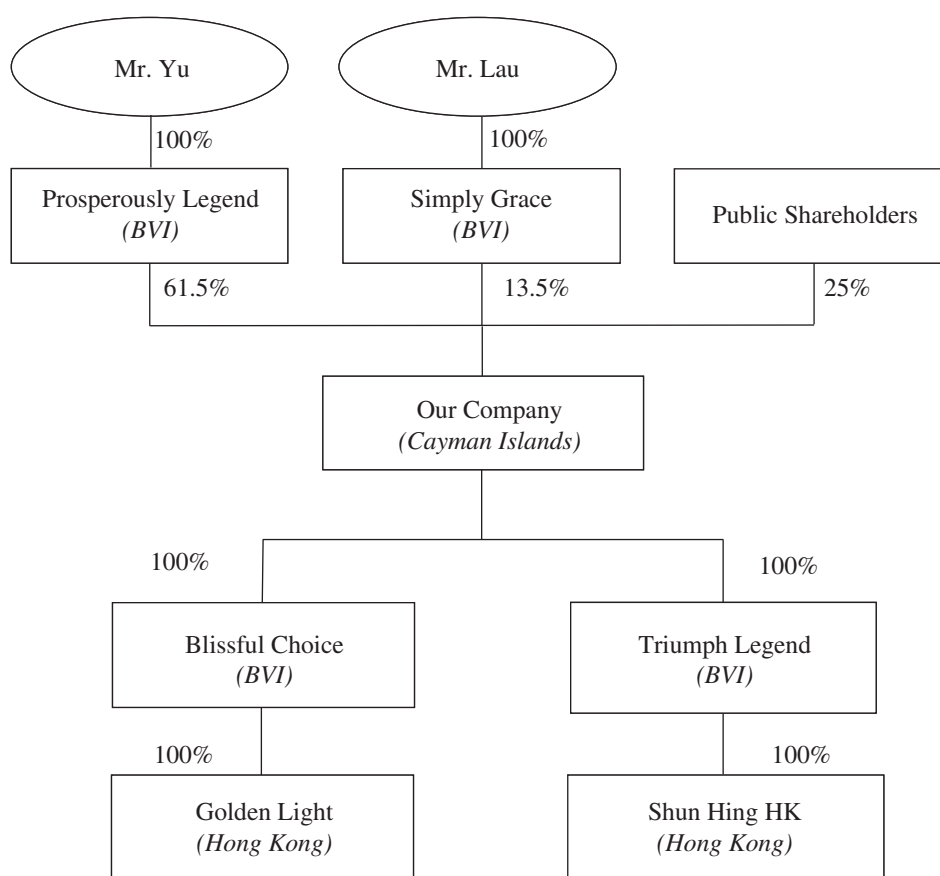 Mr. Yu
Mr. Lau
100%
100%
Prosperously Legend
(BVI)
Simply Grace
(BVI)
Public Shareholders
61.5%
13.5%
25%
Our Company
(Cayman Islands)
100%
100%
Blissful Choice
(BVI)
Triumph Legend
(BVI)
100%
100%
Golden Light
(Hong Kong)
Shun Hing HK
(Hong Kong)